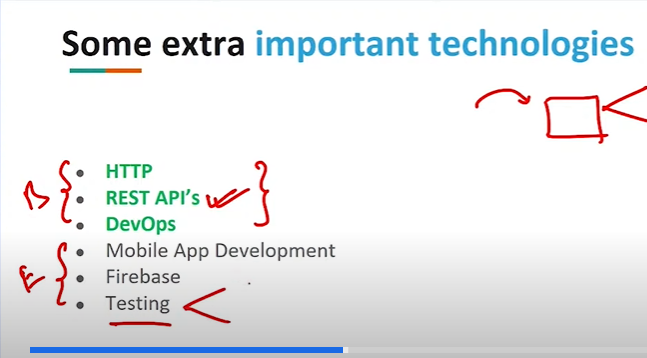 Some extra important technologies
• HTTP
• REST API's
• DevOps
• Mobile App Development
• Firebase
• Testing